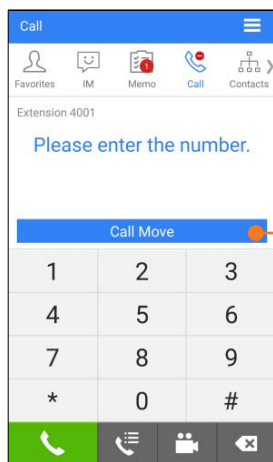 Call
1
Favorites IM Memo Call Contacts
Extension 4001
Please enter the number.
Call Move
1 2 3
4 5 6
7 8 9
* 0 #